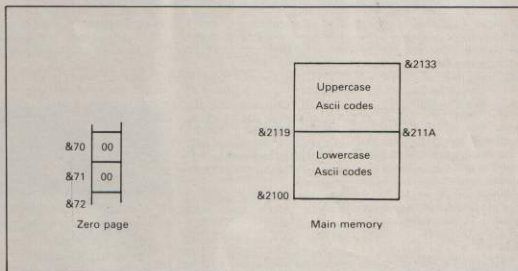 &2133
Uppercase
Ascii codes
&2119
&211A
&70 00
Lowercase
Ascii codes
&71 00
&2100
&72
Zero page
Main memory